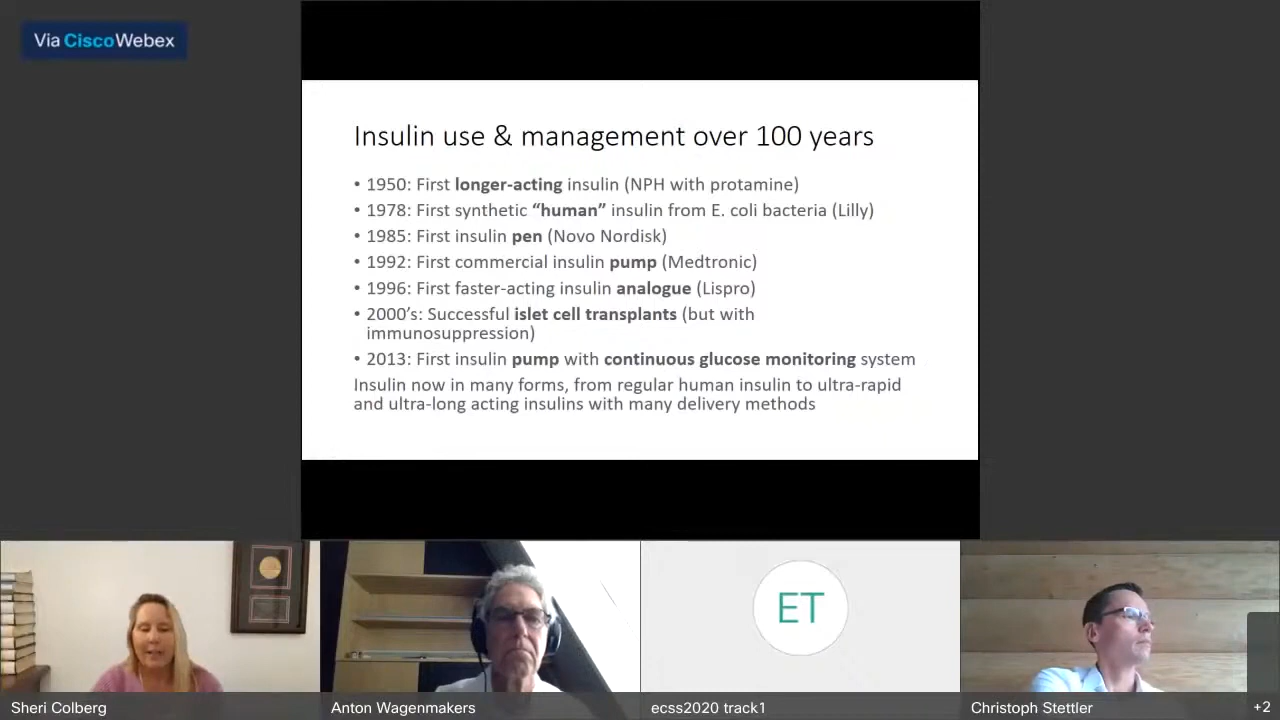 Via CiscoWebex
Insulin use & management over 100 years
• 1950: First longer-acting insulin (NPH with protamine)
• 1978: First synthetic “human” insulin from E. coli bacteria (Lilly)
• 1985: First insulin pen (Novo Nordisk)
• 1992: First commercial insulin pump (Medtronic)
• 1996: First faster-acting insulin analogue (Lispro)
• 2000’s: Successful islet cell transplants (but with
immunosuppression)
• 2013: First insulin pump with continuous glucose monitoring system
Insulin now in many forms, from regular human insulin to ultra-rapid
and ultra-long acting insulins with many delivery methods
ET
Sheri Colberg
Anton Wagenmakers
ecss2020 track1
Christoph Stettler
+2